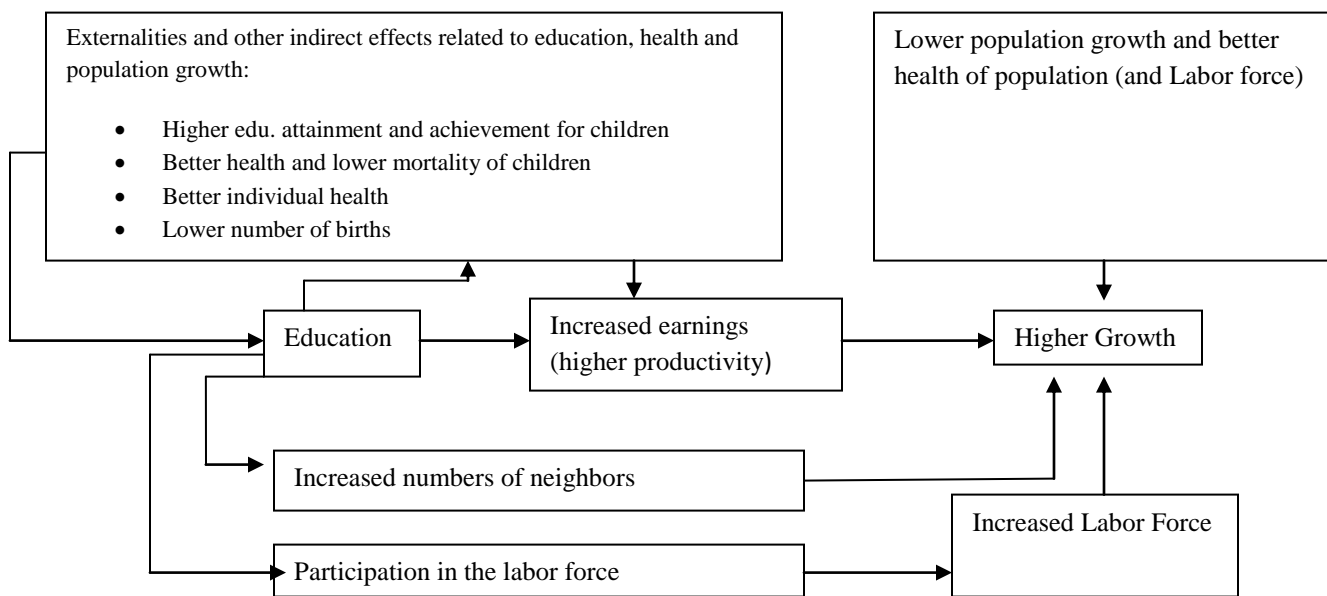 Externalities and other indirect effects related to education, health and
population growth:
• Higher edu. attainment and achievement for children
• Better health and lower mortality of children
• Better individual health
• Lower number of births
Lower population growth and better
health of population (and Labor force)
Education
Increased earnings
(higher productivity)
Higher Growth
Increased numbers of neighbors
Increased Labor Force
Participation in the labor force